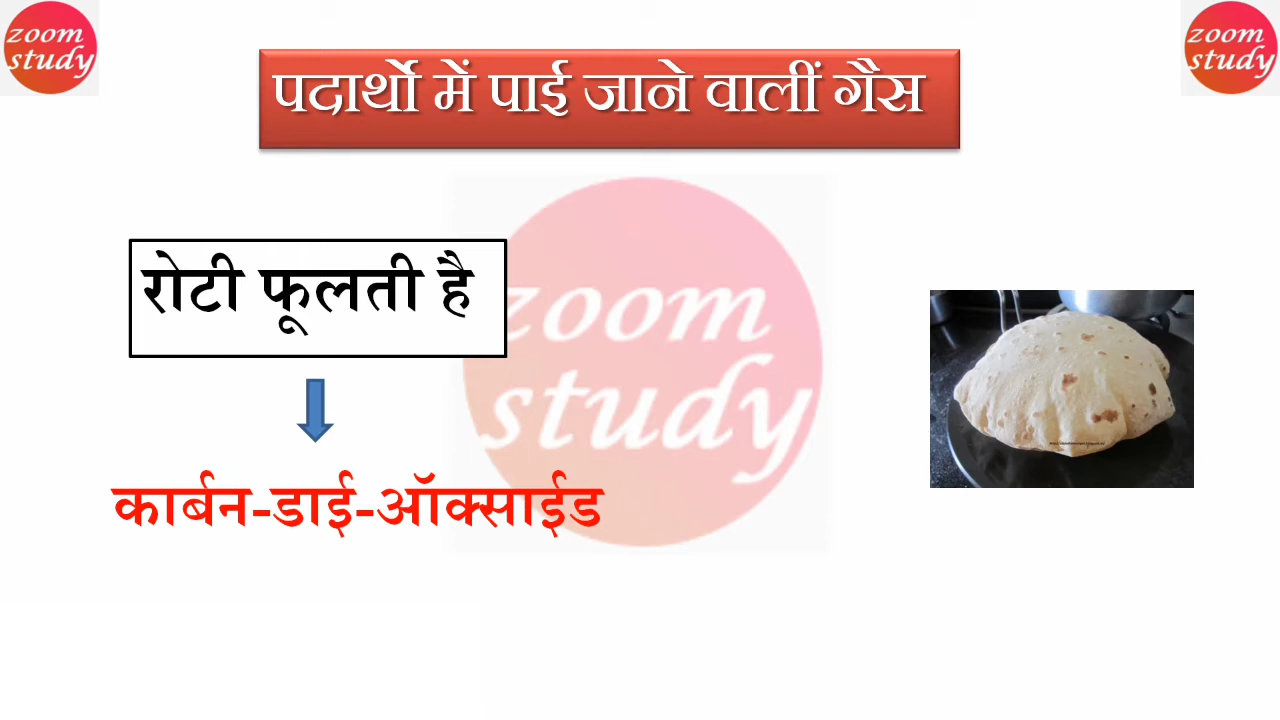 zoom
study
zoom
study
पदार्थो में पाई जाने वालीं गैस
रोटी फूलती है
zoom
study
कार्बन-डाई-ऑक्साईड